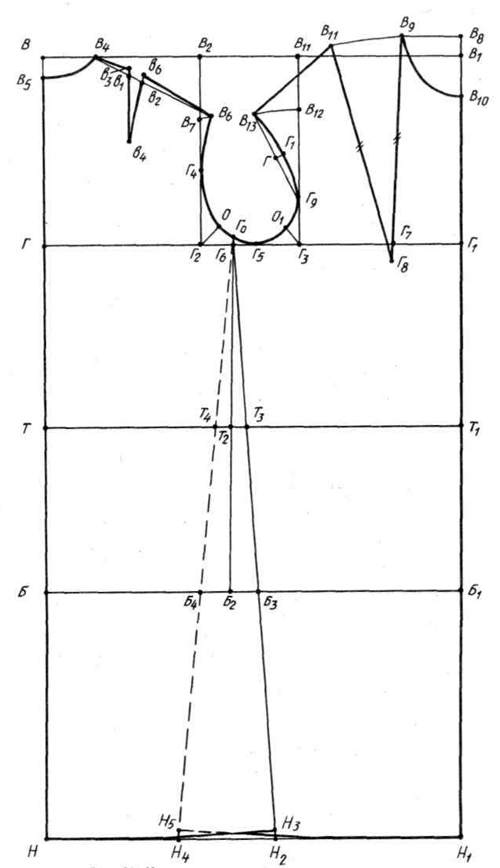 В8
В9
В11
В В4 В2 В11 В1
В5 в3 в1 в6 в2 В10
В7 В6 В13 В12
в4
Г4 Г Г1
О Г0 О1 Г9
Г Г2 Г6 Г5 Г3 Г7 Г1
Г8
Т Т4 Т2 Т3 Т1
Б Б4 Б2 Б3 Б1
Н5 Н3
Н Н4 Н2 Н1